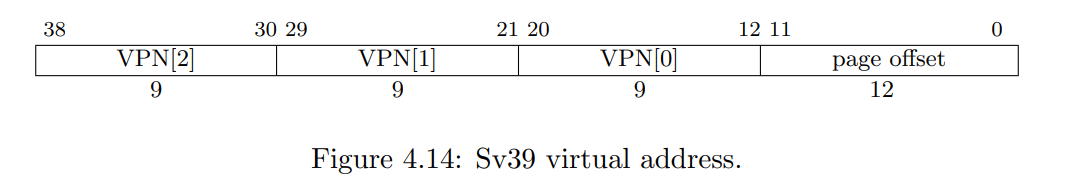 38 30 29 21 20 12 11 0
VPN[2] VPN[1] VPN[0] page offset
9 9 9 12
Figure 4.14: Sv39 virtual address.